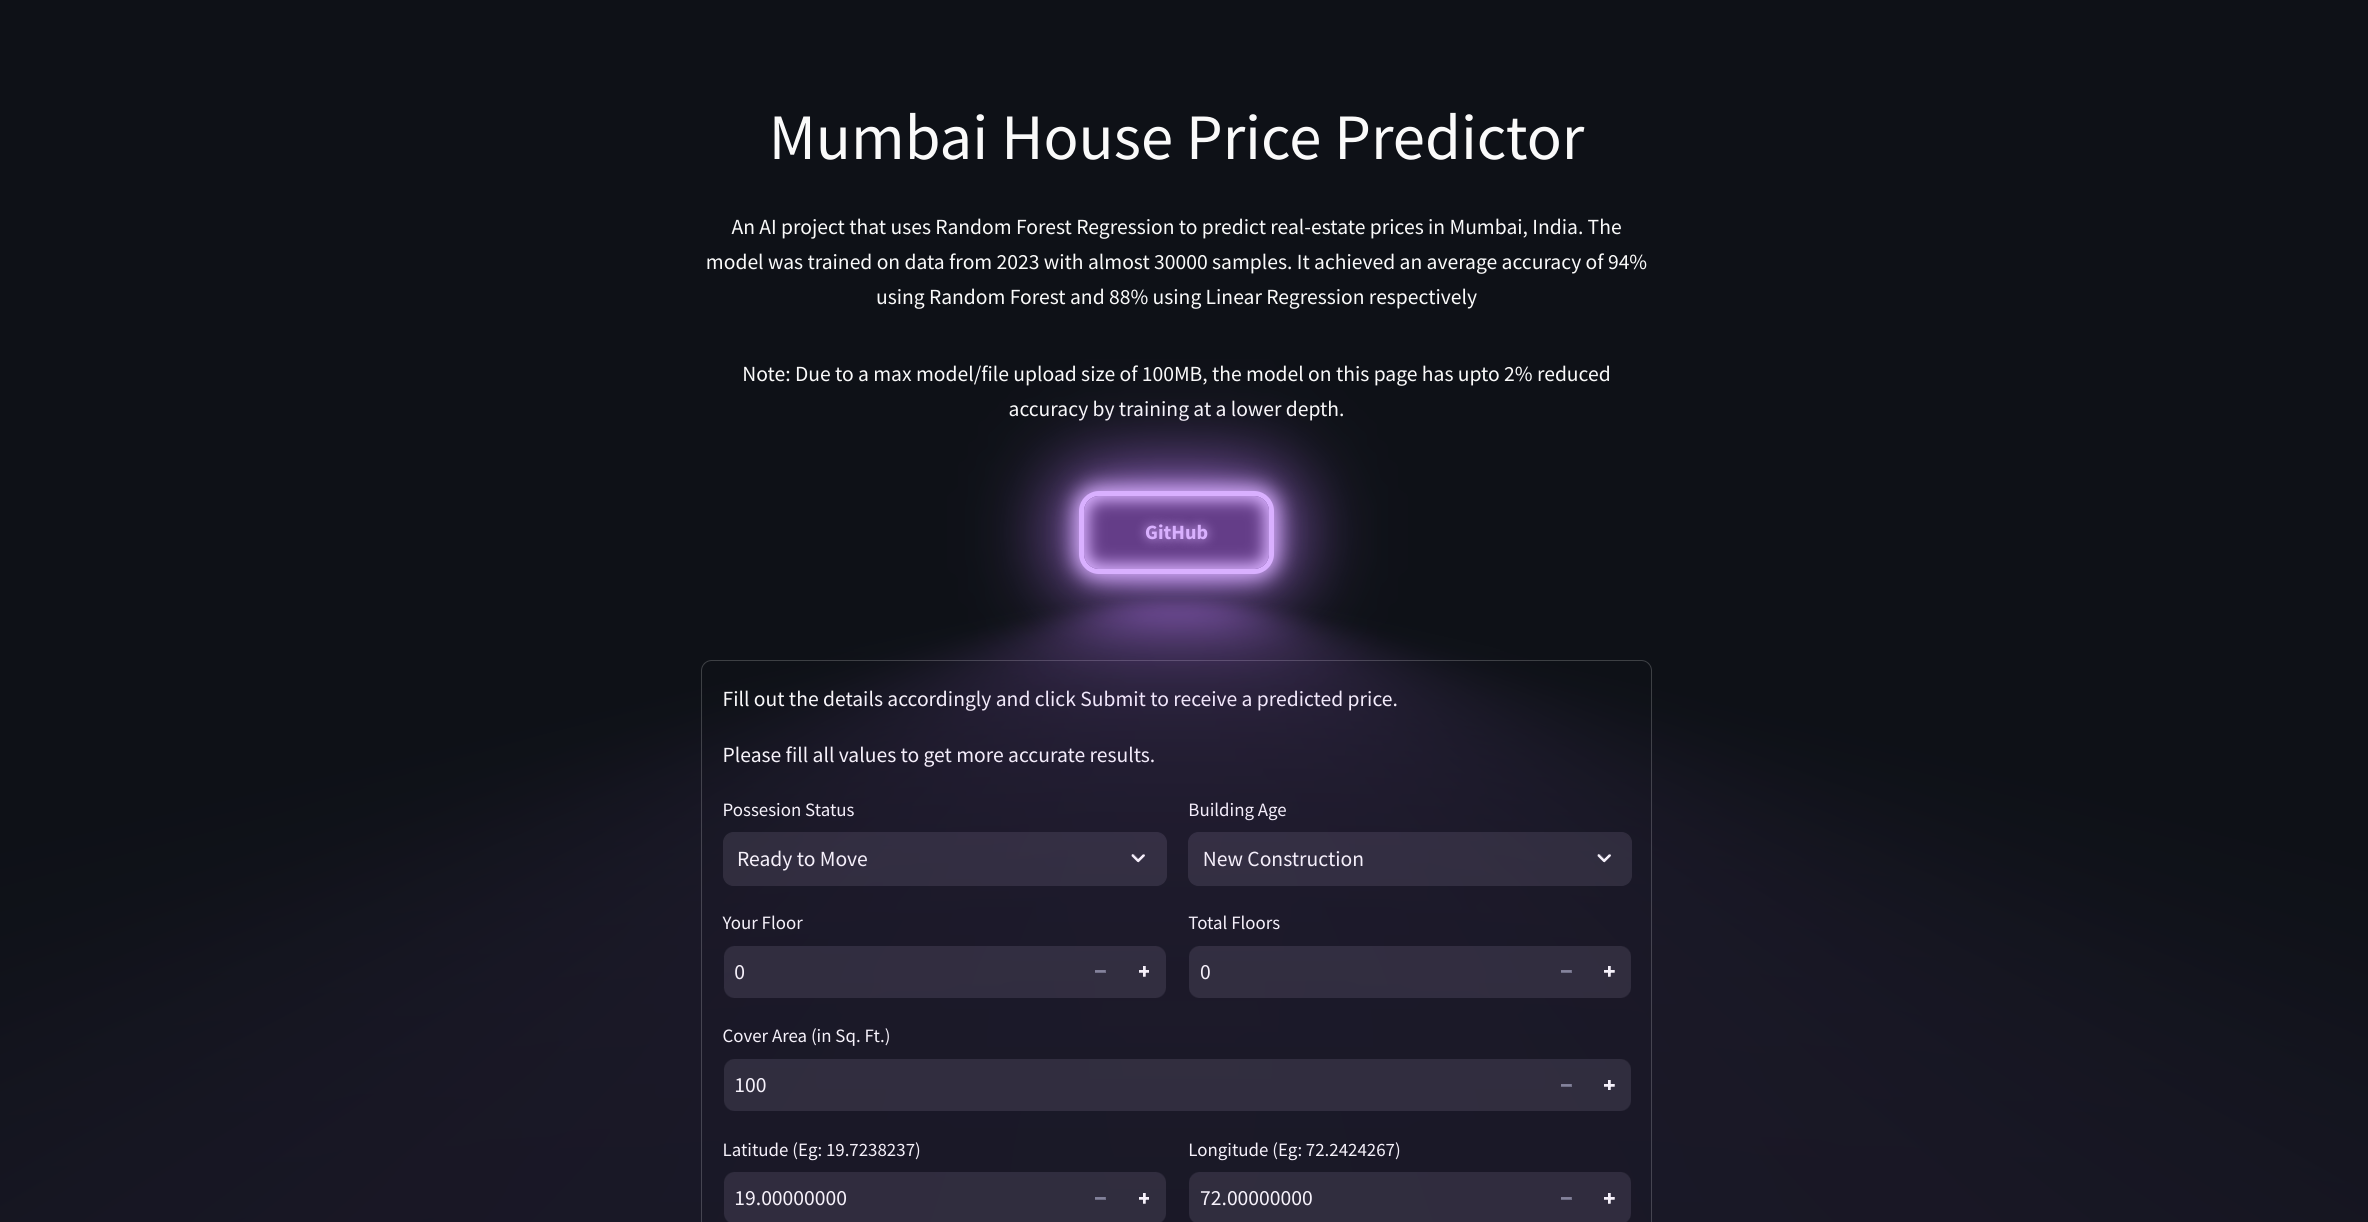 Mumbai House Price Predictor
An AI project that uses Random Forest Regression to predict real-estate prices in Mumbai, India. The
model was trained on data from 2023 with almost 30000 samples. It achieved an average accuracy of 94%
using Random Forest and 88% using Linear Regression respectively
Note: Due to a max model/file upload size of 100MB, the model on this page has upto 2% reduced
accuracy by training at a lower depth.
GitHub
Fill out the details accordingly and click Submit to receive a predicted price.
Please fill all values to get more accurate results.
Possesion Status
Building Age
Ready to Move
New Construction
Your Floor
Total Floors
0
0
Cover Area (in Sq. Ft.)
100
Latitude (Eg: 19.7238237)
Longitude (Eg: 72.2424267)
19.00000000
72.00000000